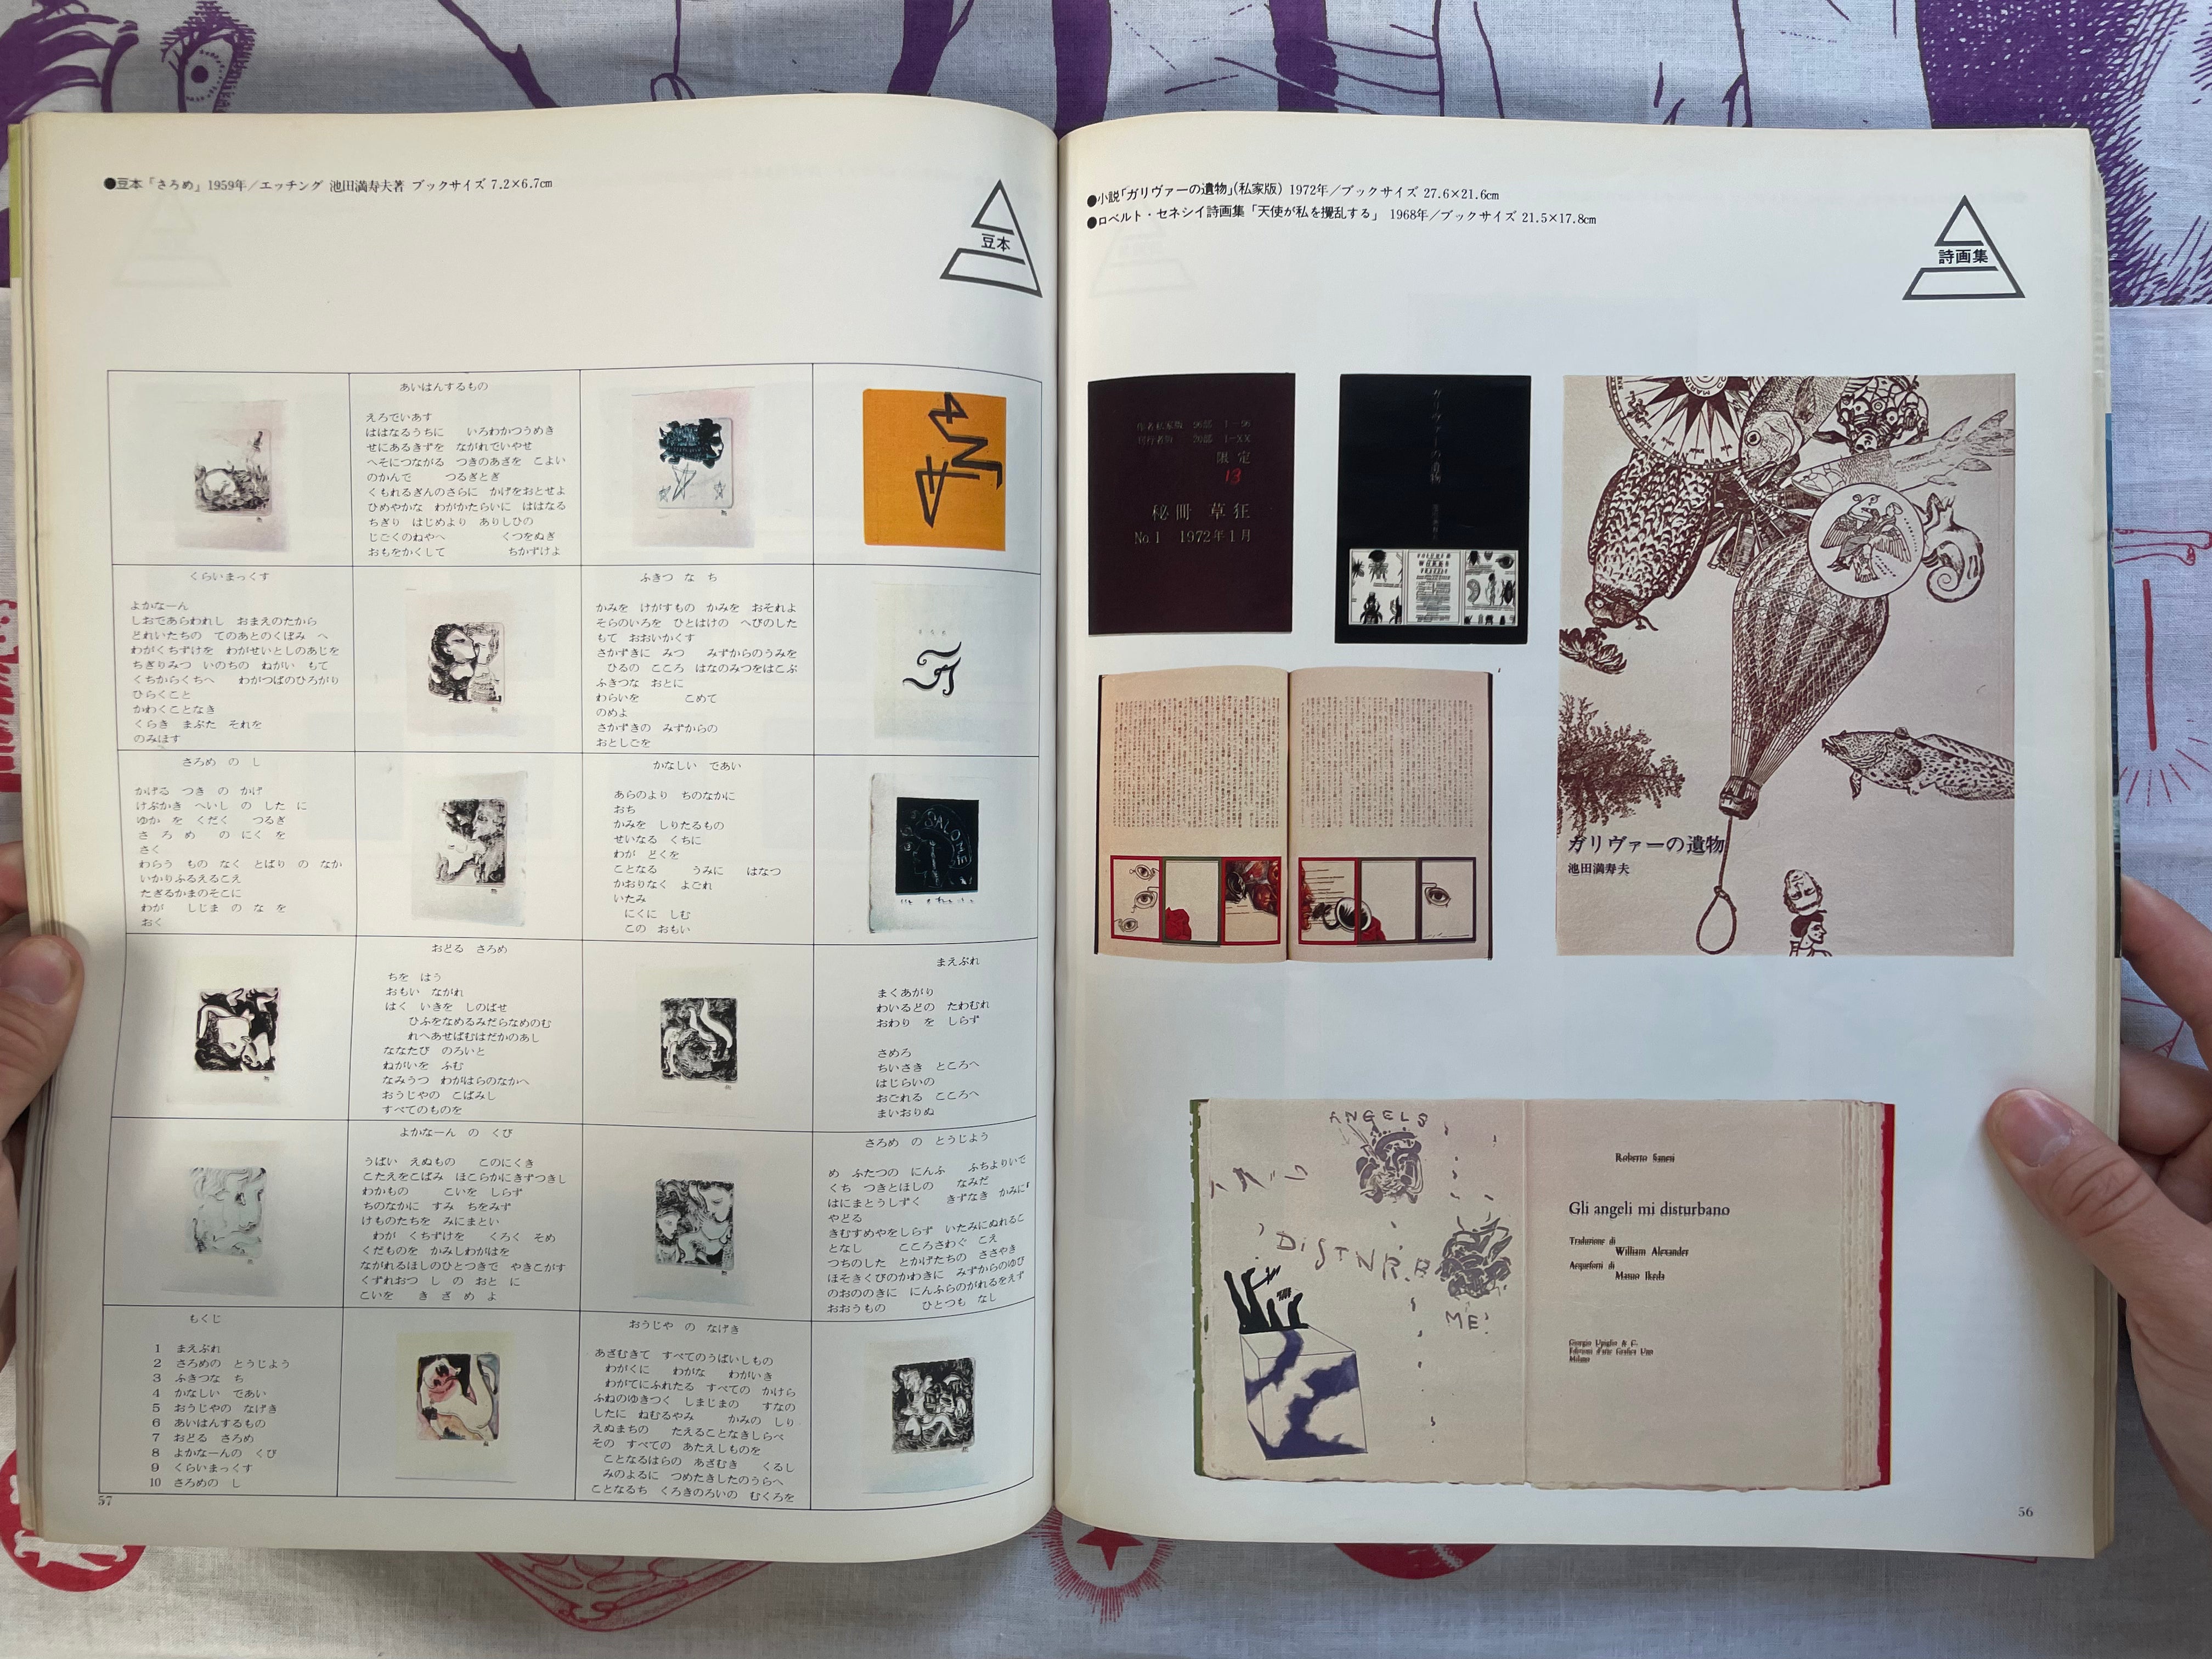 ●豆本「さろめ」1959年／エッチング 池田満寿夫著 ブックサイズ 7.2×6.7cm
豆本
あいはんするもの
えろでいあす
ははなるうちに　いろわかつうめき
せにあるきずを　ながれでいやせ
へそにつながる　つきのあざを　こよい
のかんで　つるぎとぎ
くもれるぎんのさらに　かげをおとせよ
ひめやかな　わがかたらいに　ははなる
ちぎり　はじめより　ありしひの
じごくのねやへ　くつをぬぎ
おもをかくして　ちかずけよ
くらいまっくす
よかなーん
しおであらわれし　おまえのたから
どれいたちの　てのあとのくぼみ　へ
わがくちずけを　わがせいとしのあじを
ちぎりみつ　いのちの　ねがい　もて
くちからくちへ　わがつばのひろがり
ひらくこと
かわくことなき
くらき　まぶた　それを
のみほす
ふきつ　な　ち
かみを　けがすもの　かみを　おそれよ
そらのいろを　ひとはけの　へびのした
もて　おおいかくす
さかずきに　みつ　みずからのうみを
ひるの　こころ　はなのみつをはこぶ
ふきつな　おとに
わらいを　こめて
のめよ
さかずきの　みずからの
おとしごを
さろめ　の　し
かげる　つき　の　かげ
けぶかき　へいし　の　した　に
ゆか　を　くだく　つるぎ
さ　ろ　め　の　にく　を
さく
わらう　もの　なく　とばり　の　なか
いかりふるえるこえ
たぎるかまのそこに
わが　しじま　の　な　を
おく
かなしい　であい
あらのより　ちのなかに
おち
かみを　しりたるもの
せいなる　くちに
わが　どくを
ことなる　うみに　はなつ
かおりなく　よごれ
いたみ
にくに　しむ
この　おもい
SALOME
おどる　さろめ
ちを　はう
おもい　ながれ
はく　いきを　しのばせ
ひふをなめるみだらなめのむ
れへあせばむはだかのあし
ななたび　のろいと
ねがいを　ふむ
なみうつ　わがはらのなかへ
おうじやの　こばみし
すべてのものを
まえぶれ
まくあがり
わいるどの　たわむれ
おわり　を　しらず
さめろ
ちいさき　ところへ
はじらいの
おごれる　こころへ
まいおりぬ
よかなーん　の　くび
うばい　えぬもの　このにくき
こたえをこばみ　ほこらかにきずつきし
わかもの　こいを　しらず
ちのなかに　すみ　ちをみず
けものたちを　みにまとい
わが　くちずけを　くろく　そめ
くだものを　かみしわがはを
ながれるほしのひとつきで　やきこがす
くずれおつ　し　の　おと　に
こいを　き　ざ　め　よ
さろめ　の　とうじよう
め　ふたつの　にんふ　ふちよりいで
くち　つきとほしの　なみだ
はにまとうしずく　きずなき　かみに
やどる
きむすめやをしらず　いたみにぬれるこ
となし　こころさわぐ　こえ
つちのした　とかげたちの　ささやき
ほそきくびのかわきに　みずからのゆび
のおののきに　にんふらのがれるをえず
おおうもの　ひとつも　なし
もくじ
1　まえぶれ
2　さろめの　とうじよう
3　ふきつな　ち
4　かなしい　であい
5　おうじやの　なげき
6　あいはんするもの
7　おどる　さろめ
8　よかなーんの　くび
9　くらいまっくす
10　さろめの　し
おうじや　の　なげき
あざむきて　すべてのうばいしもの
わがくに　わがな　わがいき
わがてにふれたる　すべての　かけら
ふねのゆきつく　しまじまの　すなの
したに　ねむるやみ　かみの　しり
えぬまちの　たえることなきしらべ
その　すべての　あたえしものを
ことなるはらの　あざむき　くるし
みのよるに　つめたきしたのうらへ
ことなるち　くろきのろいの　むくろを
57
●小説「ガリヴァーの遺物」(私家版) 1972年／ブックサイズ 27.6×21.6cm
●ロベルト・セネシイ詩画集「天使が私を攪乱する」 1968年／ブックサイズ 21.5×17.8cm
詩画集
作者私家版　96部　1－96
刊行者版　20部　I－XX
限定
13
秘冊　草狂
No.1　1972年1月
ガリヴァーの遺物
ガリヴァーの遺物
池田満寿夫
ANGELS
DiSTNRB
ME
Roberto Sanesi
Gli angeli mi disturbano
Traduzione di
William Alexander
Acqueforti di
Masuo Ikeda
Giorgio Upiglio & C.
Edizioni d'arte Grafica Uno
Milano
56